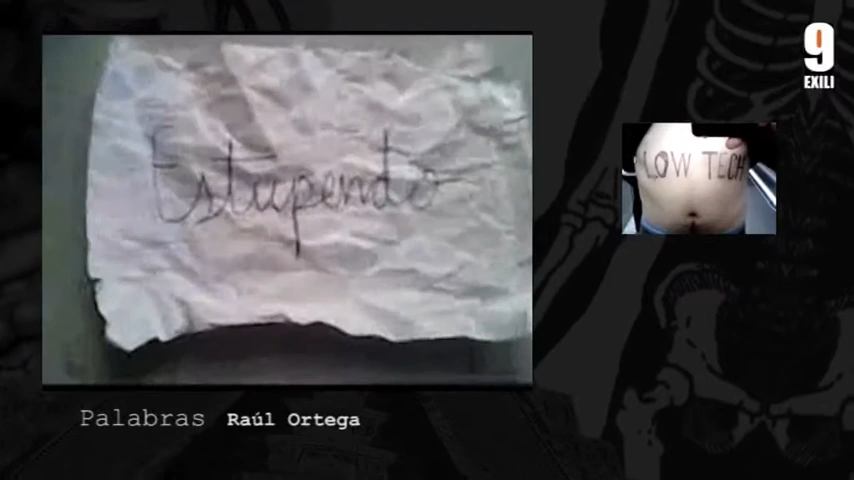 9
EXILI
LOW TECH
Estupendo
Palabras Raúl Ortega